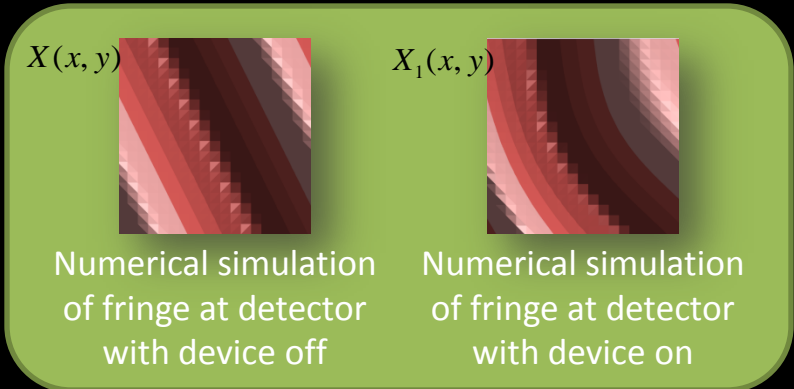 X(x, y)
Numerical simulation
of fringe at detector
with device off
X₁(x, y)
Numerical simulation
of fringe at detector
with device on